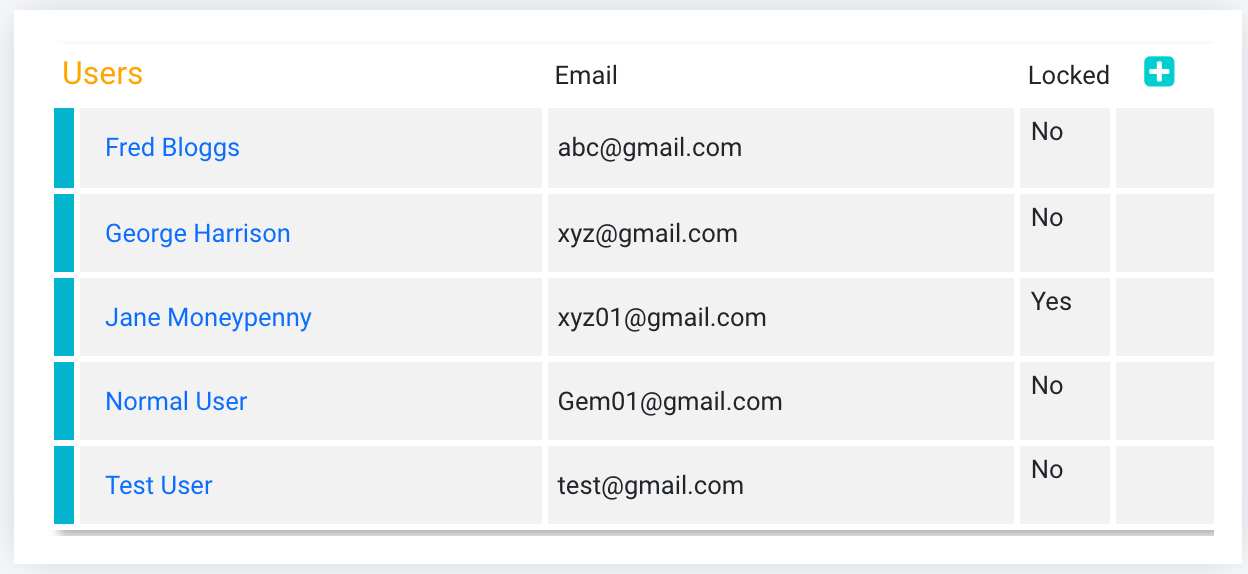 Users Email Locked
Fred Bloggs abc@gmail.com No
George Harrison xyz@gmail.com No
Jane Moneypenny xyz01@gmail.com Yes
Normal User Gem01@gmail.com No
Test User test@gmail.com No